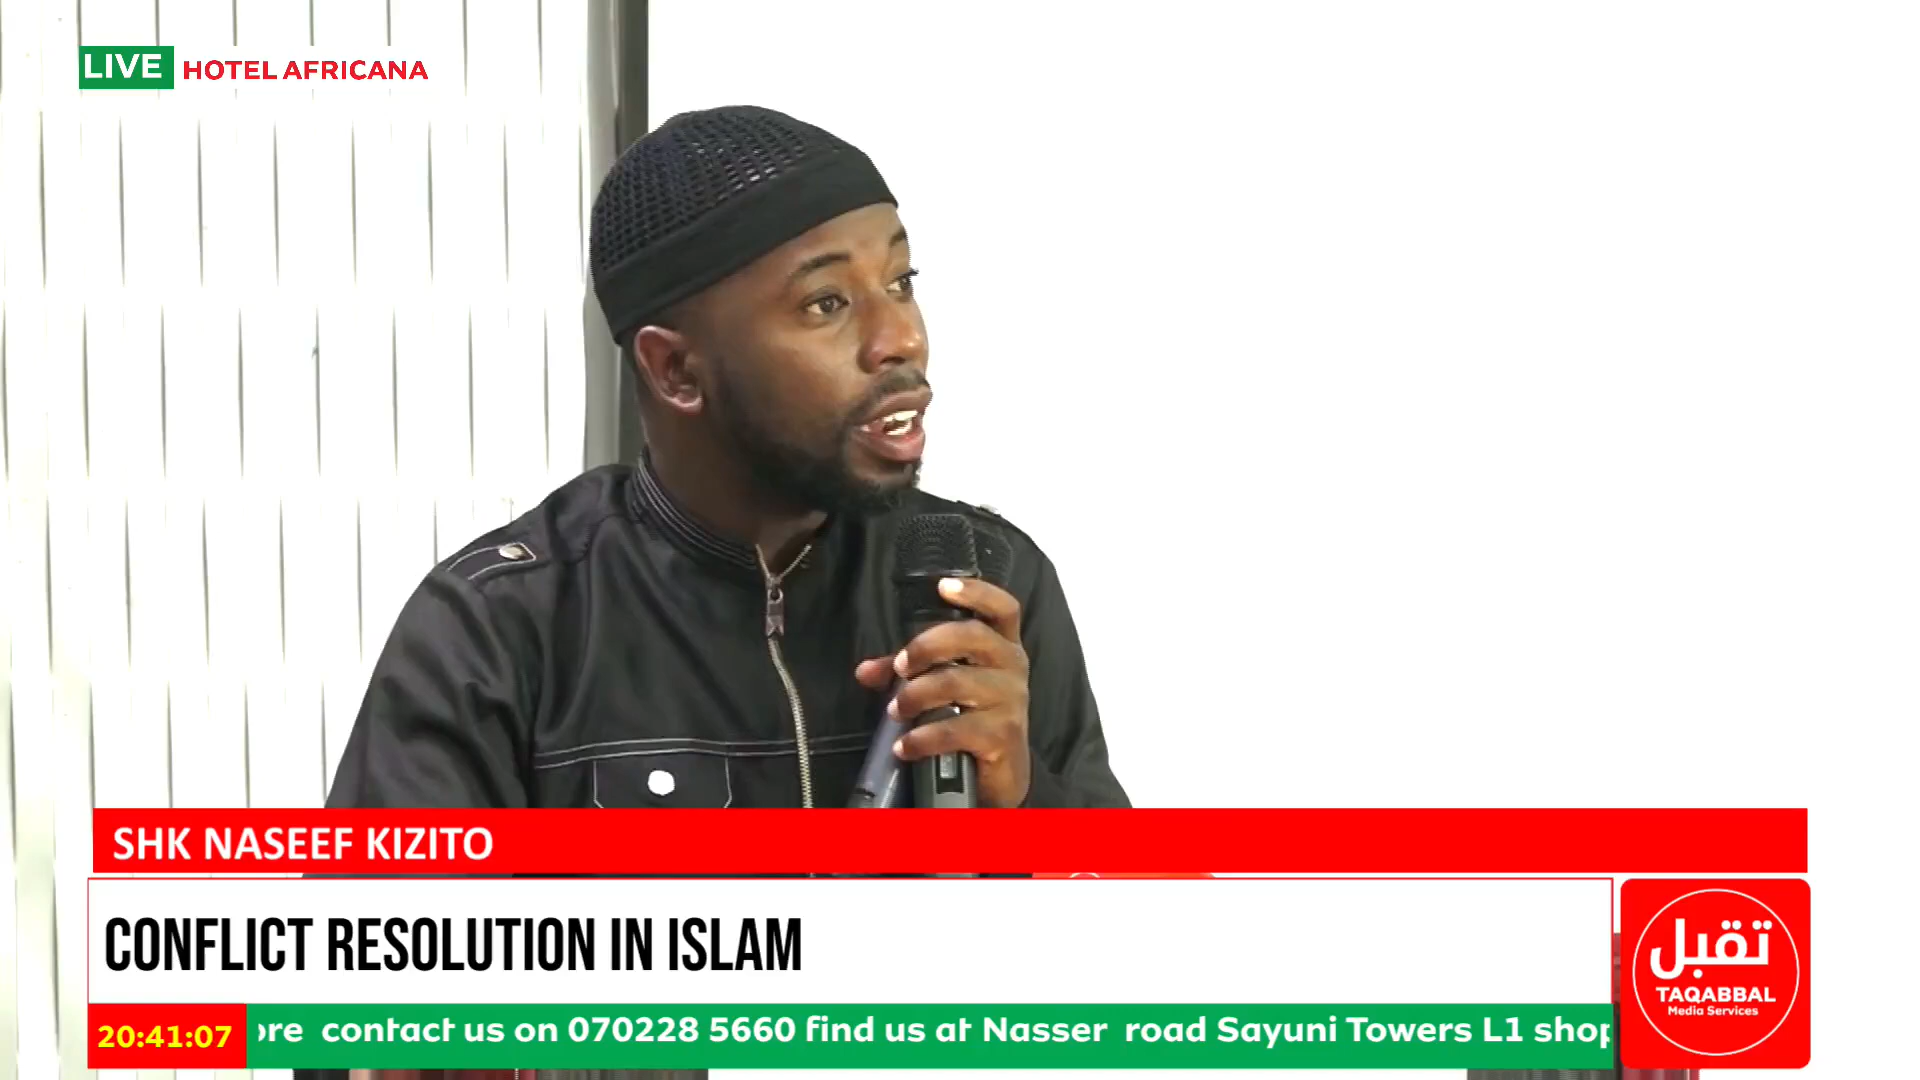 LIVE HOTEL AFRICANA
SHK NASEEF KIZITO
CONFLICT RESOLUTION IN ISLAM
تقبل
TAQABBAL
Media Services
20:41:07 contact us on 070228 5660 find us at Nasser road Sayuni Towers L1